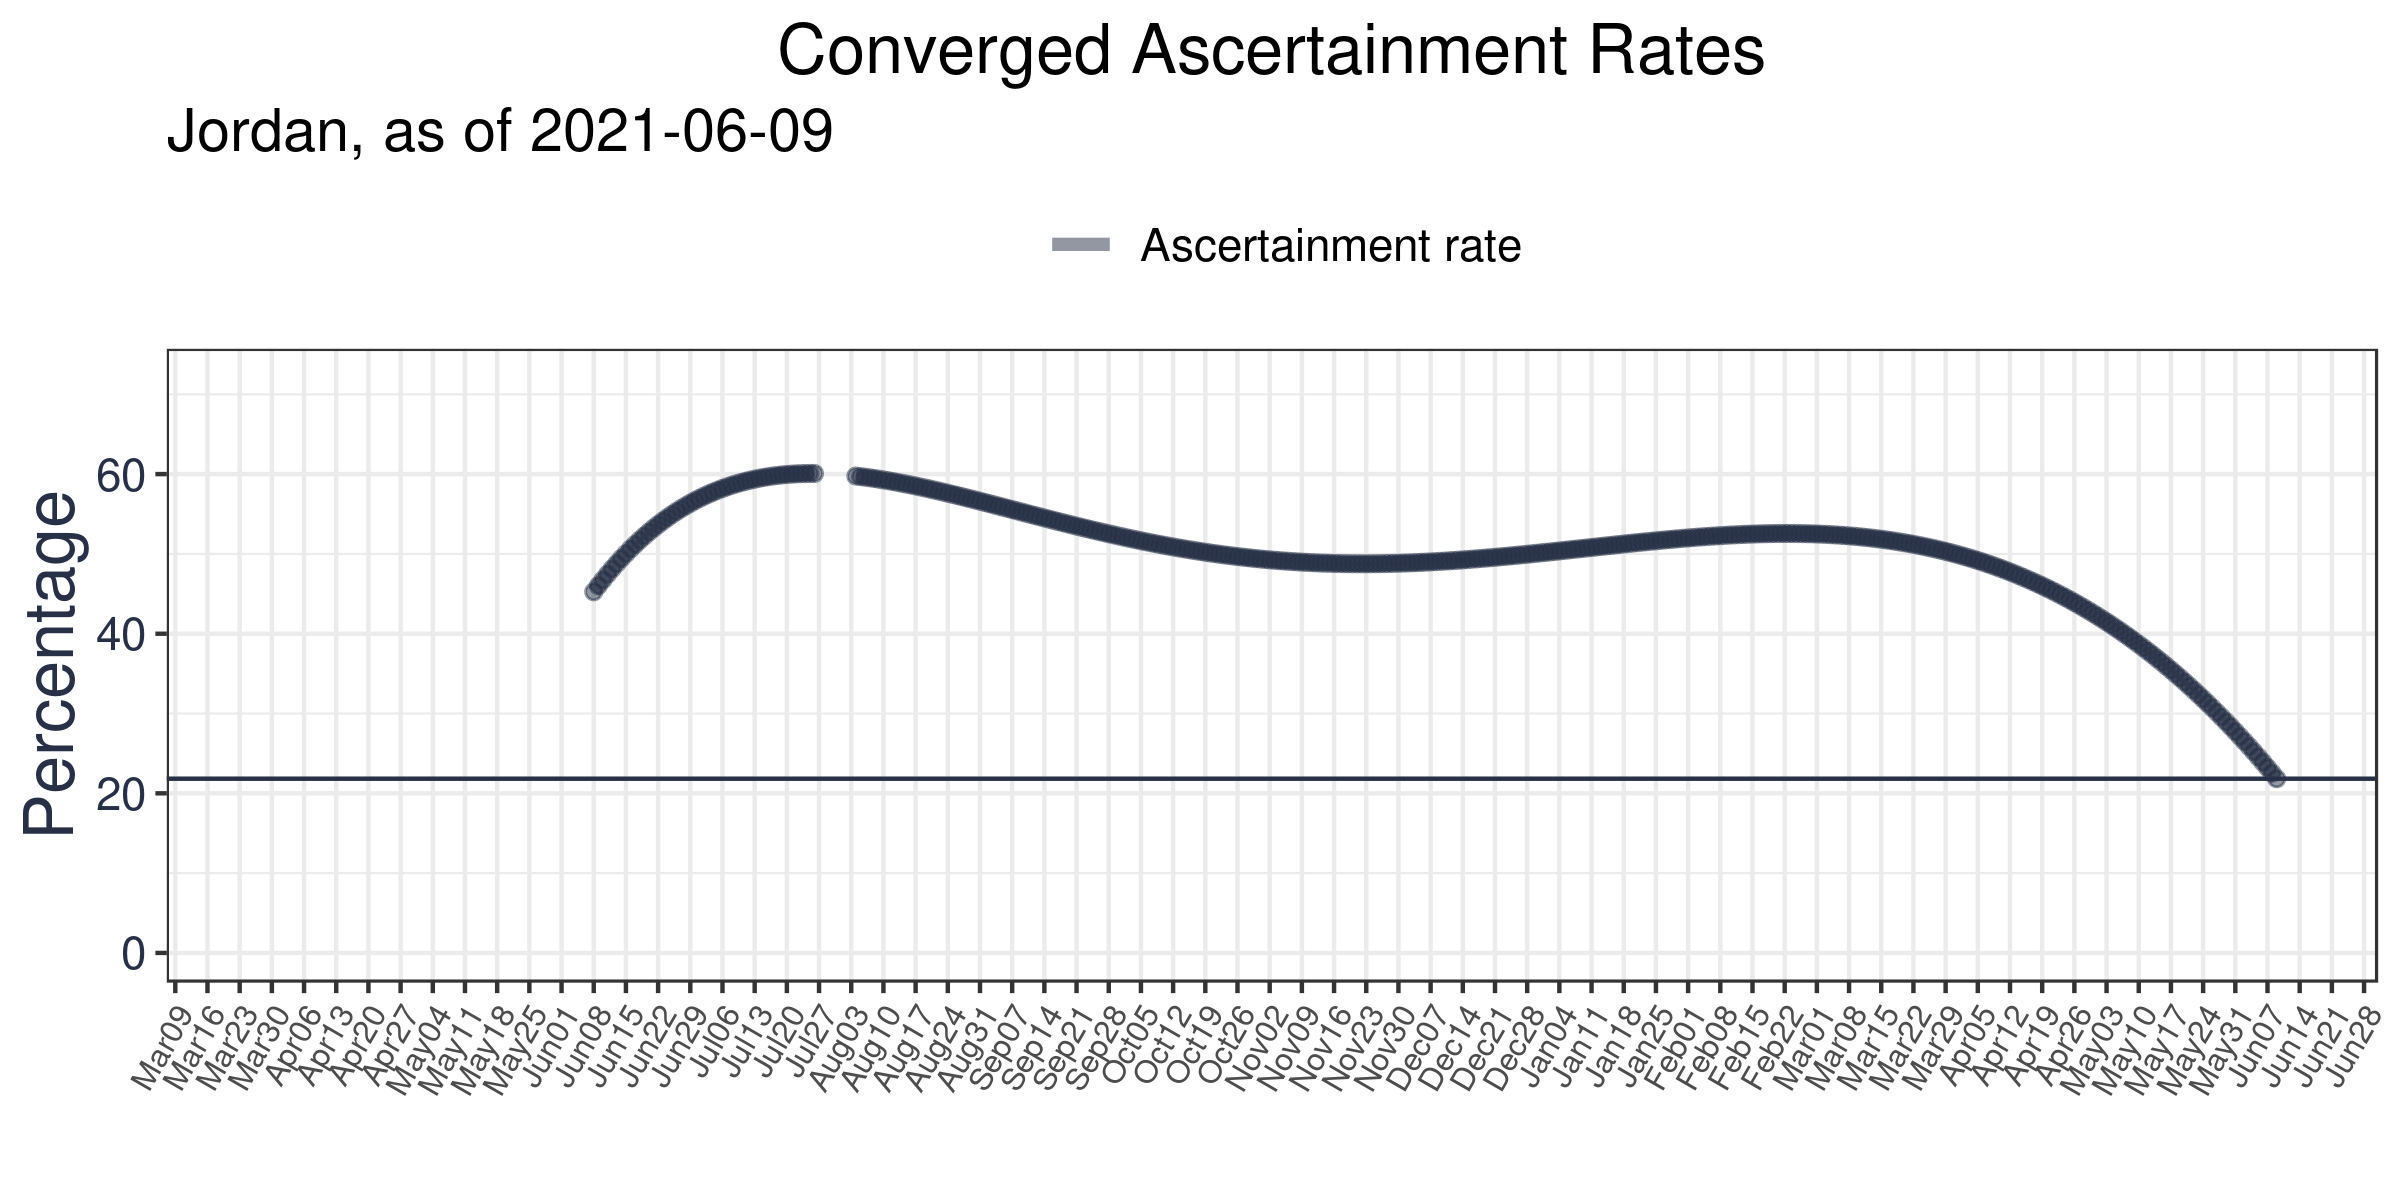 Converged Ascertainment Rates
Jordan, as of 2021-06-09
Ascertainment rate
Percentage
60
40
20
0
Mar09
Mar16
Mar23
Mar30
Apr06
Apr13
Apr20
Apr27
May04
May11
May18
May25
Jun01
Jun08
Jun15
Jun22
Jun29
Jul06
Jul13
Jul20
Jul27
Aug03
Aug10
Aug17
Aug24
Aug31
Sep07
Sep14
Sep21
Sep28
Oct05
Oct12
Oct19
Oct26
Nov02
Nov09
Nov16
Nov23
Nov30
Dec07
Dec14
Dec21
Dec28
Jan04
Jan11
Jan18
Jan25
Feb01
Feb08
Feb15
Feb22
Mar01
Mar08
Mar15
Mar22
Mar29
Apr05
Apr12
Apr19
Apr26
May03
May10
May17
May24
May31
Jun07
Jun14
Jun21
Jun28